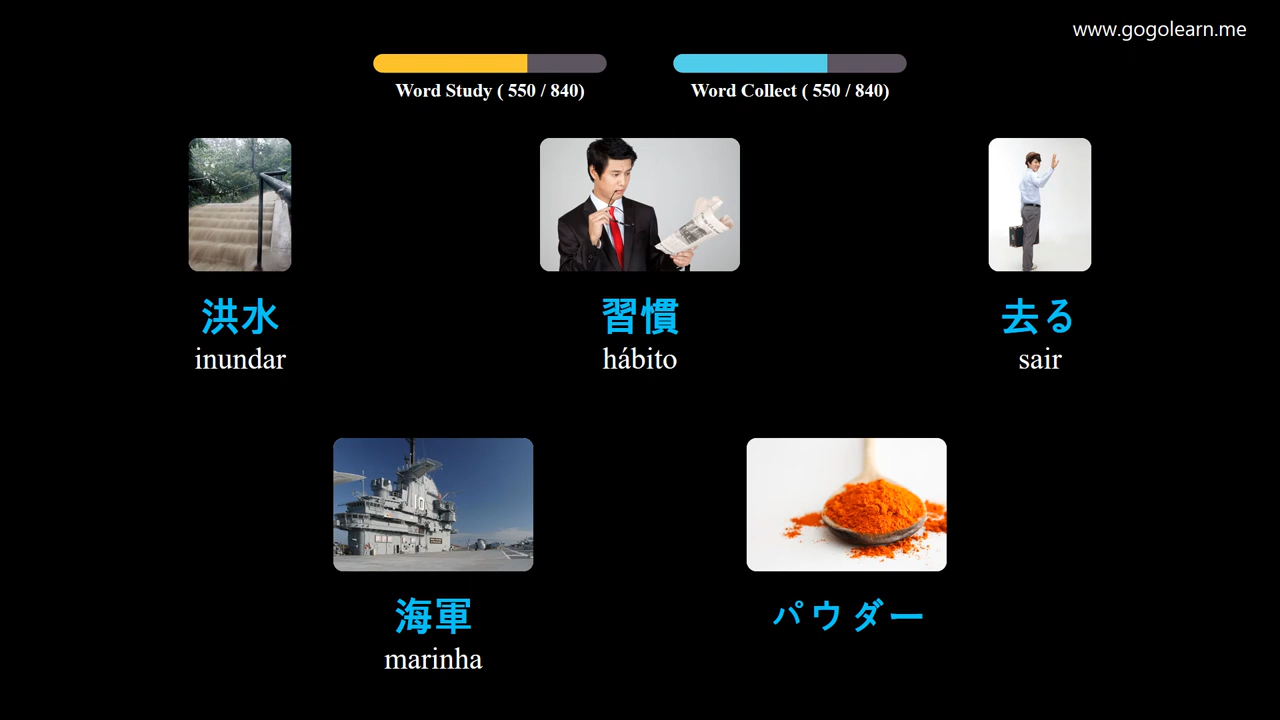 www.gogolearn.me
Word Study ( 550 / 840)
Word Collect ( 550 / 840)
洪水
inundar
習慣
hábito
去る
sair
10
海軍
marinha
パウダー